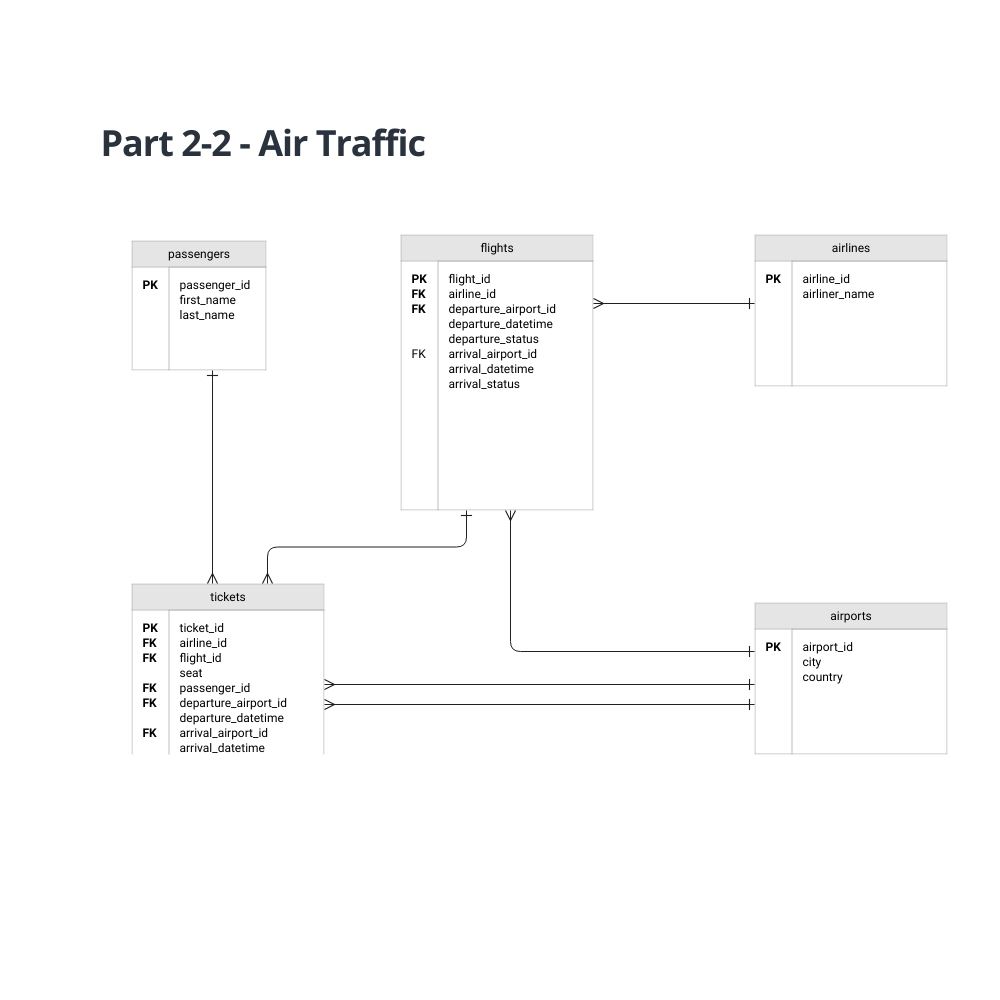 Part 2-2 - Air Traffic
passengers
PK passenger_id
first_name
last_name
flights
PK flight_id
FK airline_id
FK departure_airport_id
departure_datetime
departure_status
FK arrival_airport_id
arrival_datetime
arrival_status
airlines
PK airline_id
airliner_name
tickets
PK ticket_id
FK airline_id
FK flight_id
seat
FK passenger_id
FK departure_airport_id
departure_datetime
FK arrival_airport_id
arrival_datetime
airports
PK airport_id
city
country